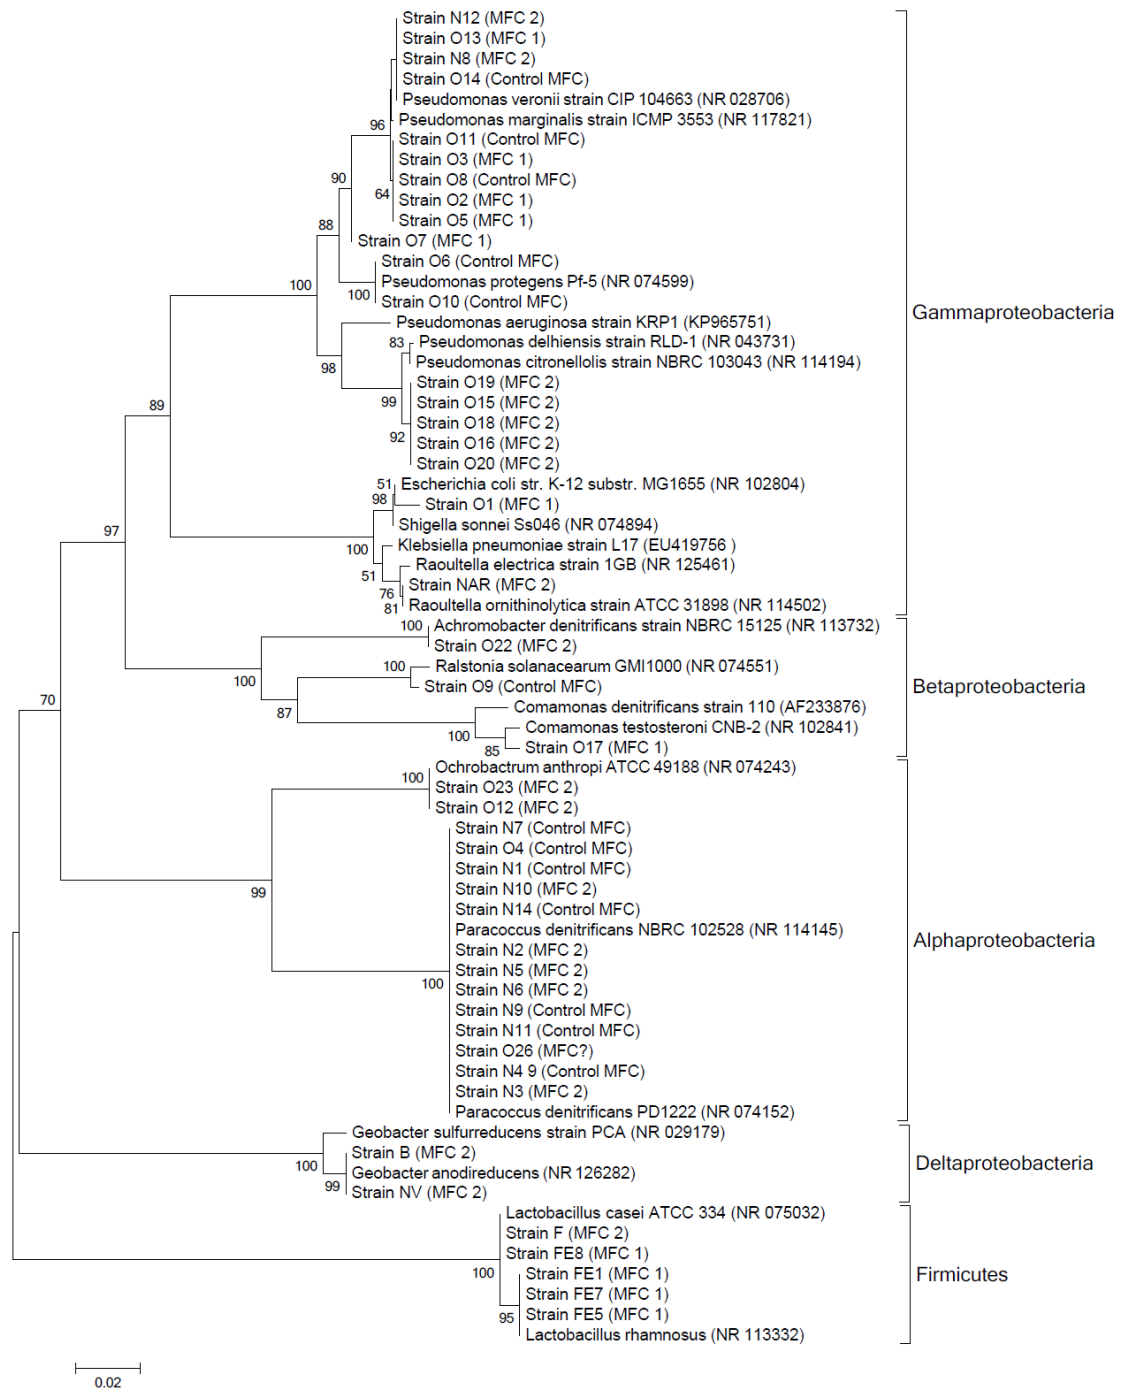 Strain N12 (MFC 2)
Strain O13 (MFC 1)
Strain N8 (MFC 2)
Strain O14 (Control MFC)
Pseudomonas veronii strain CIP 104663 (NR 028706)
Pseudomonas marginalis strain ICMP 3553 (NR 117821)
96
Strain O11 (Control MFC)
Strain O3 (MFC 1)
90
Strain O8 (Control MFC)
64
Strain O2 (MFC 1)
Strain O5 (MFC 1)
88
Strain O7 (MFC 1)
Strain O6 (Control MFC)
Pseudomonas protegens Pf-5 (NR 074599)
100
100
Strain O10 (Control MFC)
Gammaproteobacteria
Pseudomonas aeruginosa strain KRP1 (KP965751)
83
Pseudomonas delhiensis strain RLD-1 (NR 043731)
Pseudomonas citronellolis strain NBRC 103043 (NR 114194)
98
Strain O19 (MFC 2)
99
Strain O15 (MFC 2)
89
Strain O18 (MFC 2)
92
Strain O16 (MFC 2)
Strain O20 (MFC 2)
51
Escherichia coli str. K-12 substr. MG1655 (NR 102804)
98
Strain O1 (MFC 1)
Shigella sonnei Ss046 (NR 074894)
97
100
Klebsiella pneumoniae strain L17 (EU419756 )
Raoultella electrica strain 1GB (NR 125461)
51
Strain NAR (MFC 2)
76
81
Raoultella ornithinolytica strain ATCC 31898 (NR 114502)
100
Achromobacter denitrificans strain NBRC 15125 (NR 113732)
Strain O22 (MFC 2)
100
Ralstonia solanacearum GMI1000 (NR 074551)
100
Strain O9 (Control MFC)
Betaproteobacteria
70
87
Comamonas denitrificans strain 110 (AF233876)
Comamonas testosteroni CNB-2 (NR 102841)
100
85
Strain O17 (MFC 1)
Ochrobactrum anthropi ATCC 49188 (NR 074243)
100
Strain O23 (MFC 2)
Strain O12 (MFC 2)
Strain N7 (Control MFC)
Strain O4 (Control MFC)
Strain N1 (Control MFC)
99
Strain N10 (MFC 2)
Strain N14 (Control MFC)
Paracoccus denitrificans NBRC 102528 (NR 114145)
Alphaproteobacteria
Strain N2 (MFC 2)
Strain N5 (MFC 2)
100
Strain N6 (MFC 2)
Strain N9 (Control MFC)
Strain N11 (Control MFC)
Strain O26 (MFC?)
Strain N4 9 (Control MFC)
Strain N3 (MFC 2)
Paracoccus denitrificans PD1222 (NR 074152)
Geobacter sulfurreducens strain PCA (NR 029179)
Strain B (MFC 2)
100
Deltaproteobacteria
Geobacter anodireducens (NR 126282)
99
Strain NV (MFC 2)
Lactobacillus casei ATCC 334 (NR 075032)
Strain F (MFC 2)
Strain FE8 (MFC 1)
100
Strain FE1 (MFC 1)
Firmicutes
Strain FE7 (MFC 1)
Strain FE5 (MFC 1)
95
Lactobacillus rhamnosus (NR 113332)
0.02